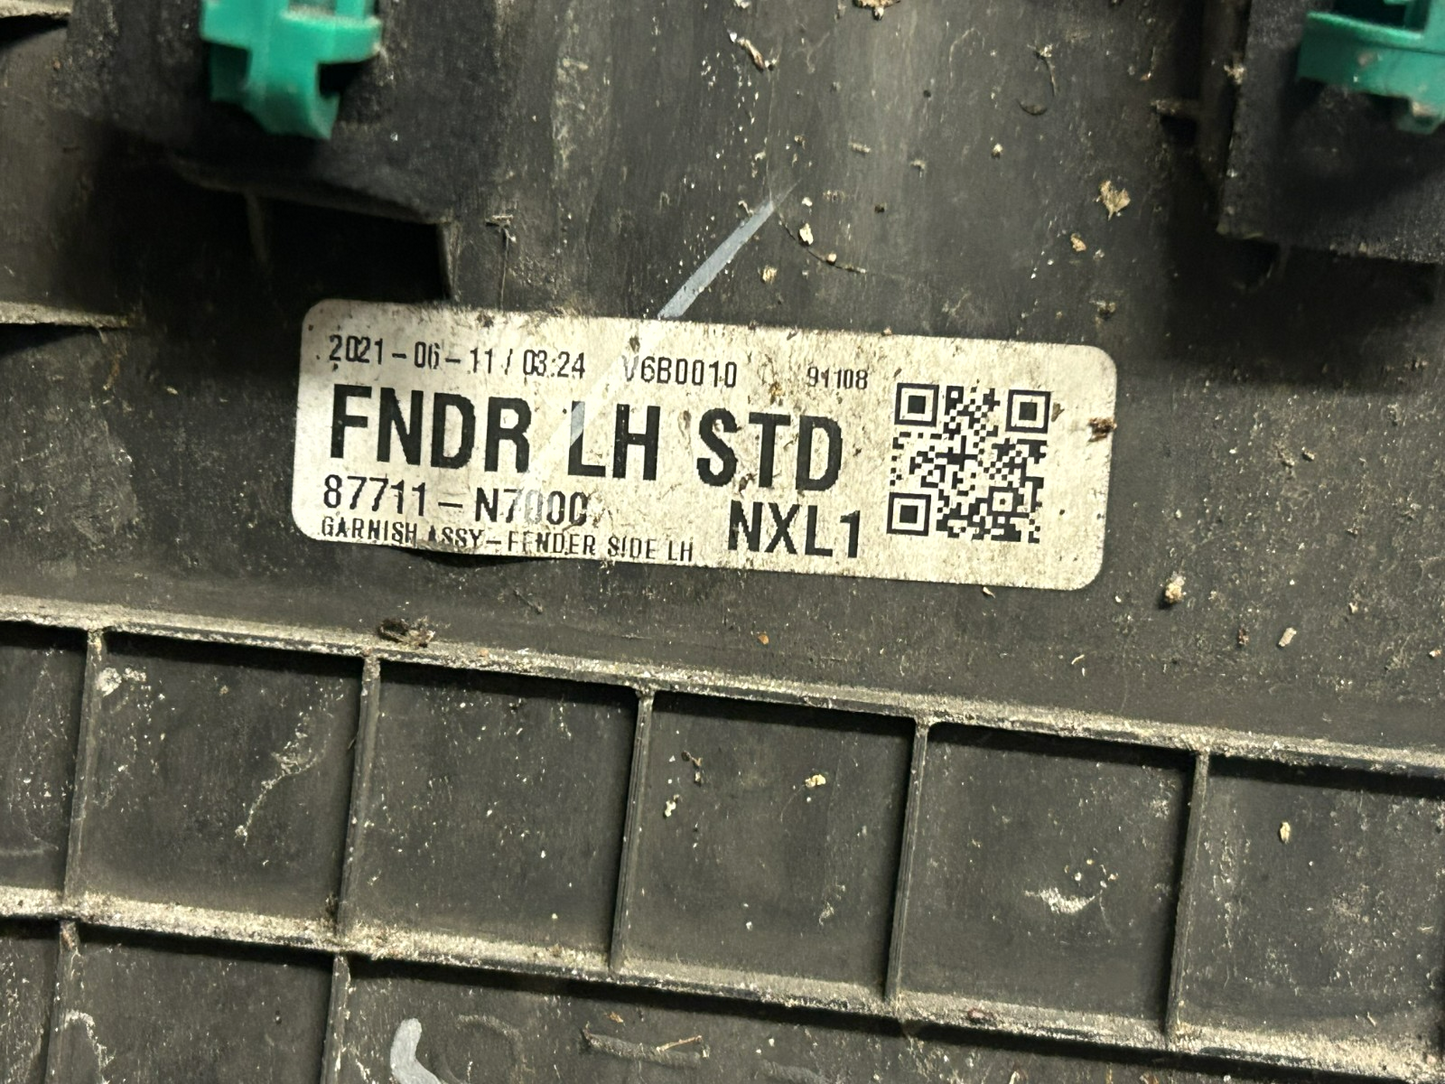 2021-06-11 / 03:24 V6B0010 91108
FNDR LH STD
87711-N7000
NXL1
GARNISH ASSY-FENDER SIDE LH